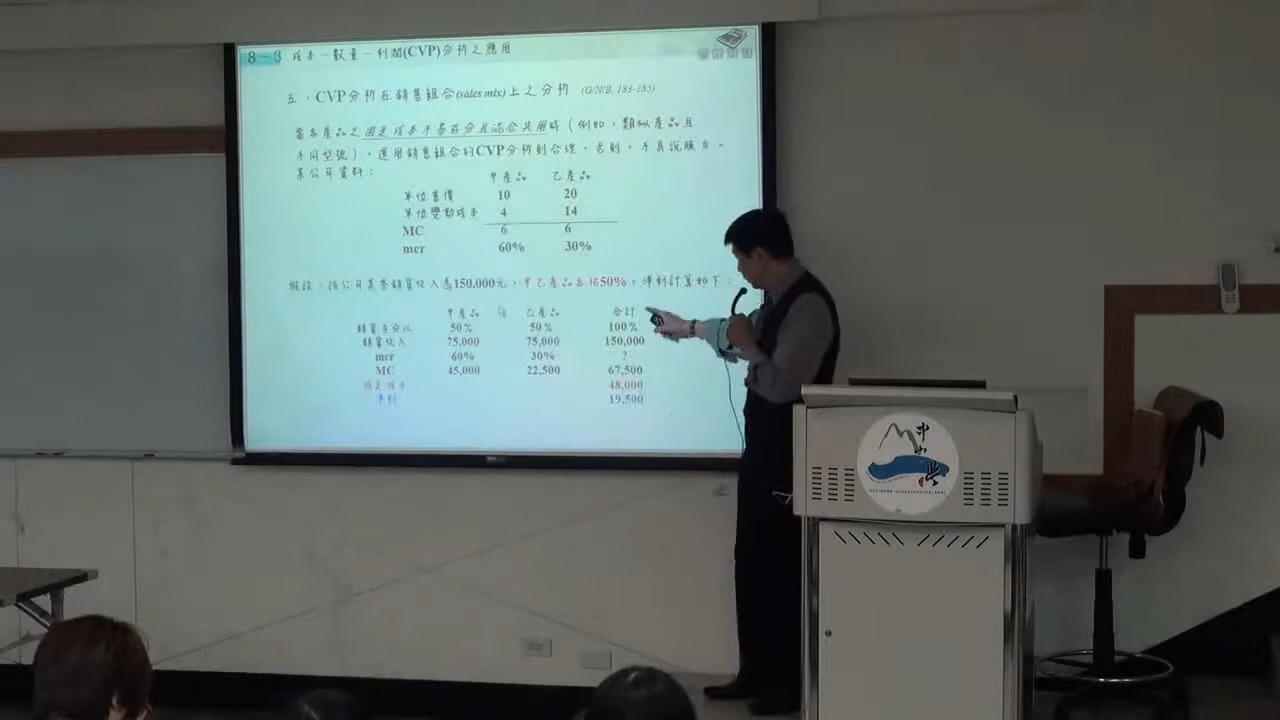 8-3 成本-數量-利潤(CVP)分析之應用
五、CVP分析在銷售組合(sales mix)上之分析 (G/N/B, 183-185)
當各產品之固定成本不易區分且混合共用時(例如，類似產品且
不同型號)，運用銷售組合的CVP分析則合理，否則，不具說服力。
某公司資料：
甲產品 乙產品
單位售價 10 20
單位變動成本 4 14
MC 6 6
mcr 60% 30%
假設：該公司某季銷貨收入為150,000元，甲乙產品各佔50%，淨利計算如下：
甲產品 乙產品 合計
銷貨百分比 50% 50% 100%
銷貨收入 75,000 75,000 150,000
mcr 60% 30% ?
MC 45,000 22,500 67,500
固定成本 48,000
淨利 19,500
中山